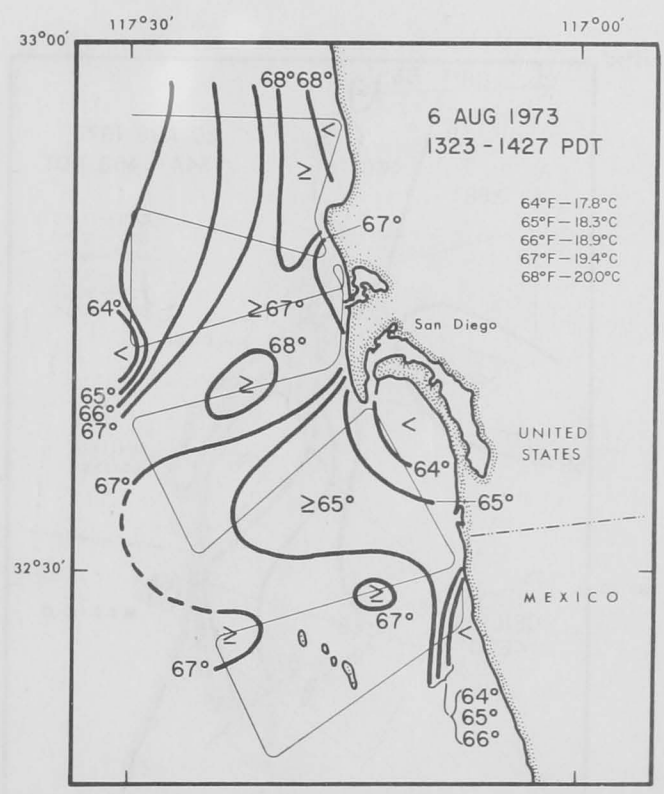 117°30'
117°00'
33°00'
68° 68°
6 AUG 1973
1323 - 1427 PDT
<
≥
64°F — 17.8°C
65°F — 18.3°C
66°F — 18.9°C
67°F — 19.4°C
68°F — 20.0°C
67°
64°
≥67°
San Diego
<
68°
≥
65°
66°
67°
<
UNITED
STATES
64°
67°
≥65°
65°
32°30'
≥
67°
MEXICO
≥
<
67°
64°
65°
66°